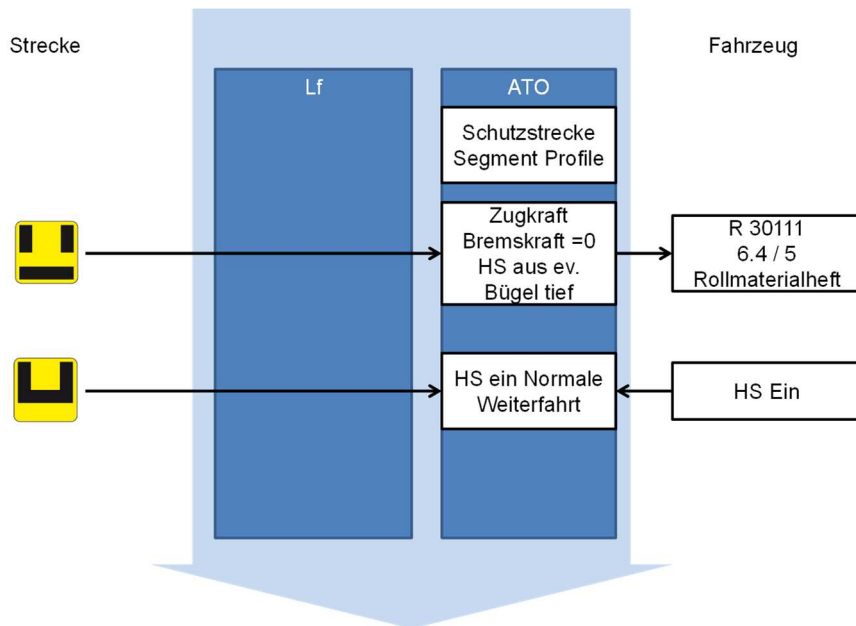 Strecke
Fahrzeug
Lf
ATO
Schutzstrecke
Segment Profile
Zugkraft
Bremskraft =0
HS aus ev.
Bügel tief
R 30111
6.4 / 5
Rollmaterialheft
HS ein Normale
Weiterfahrt
HS Ein